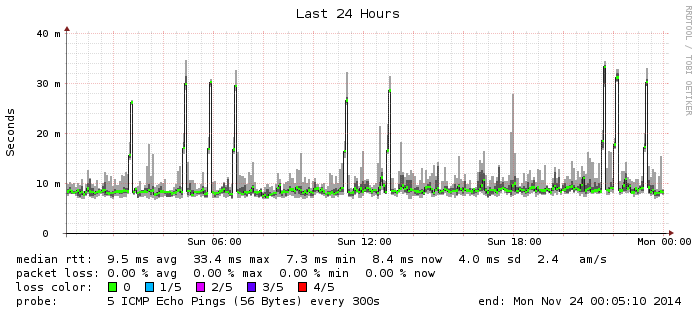 Last 24 Hours
RRDTOOL / TOBI OETIKER
Seconds
40 m
30 m
20 m
10 m
0
Sun 06:00 Sun 12:00 Sun 18:00 Mon 00:00
median rtt: 9.5 ms avg 33.4 ms max 7.3 ms min 8.4 ms now 4.0 ms sd 2.4 am/s
packet loss: 0.00 % avg 0.00 % max 0.00 % min 0.00 % now
loss color: 0 1/5 2/5 3/5 4/5
probe: 5 ICMP Echo Pings (56 Bytes) every 300s end: Mon Nov 24 00:05:10 2014